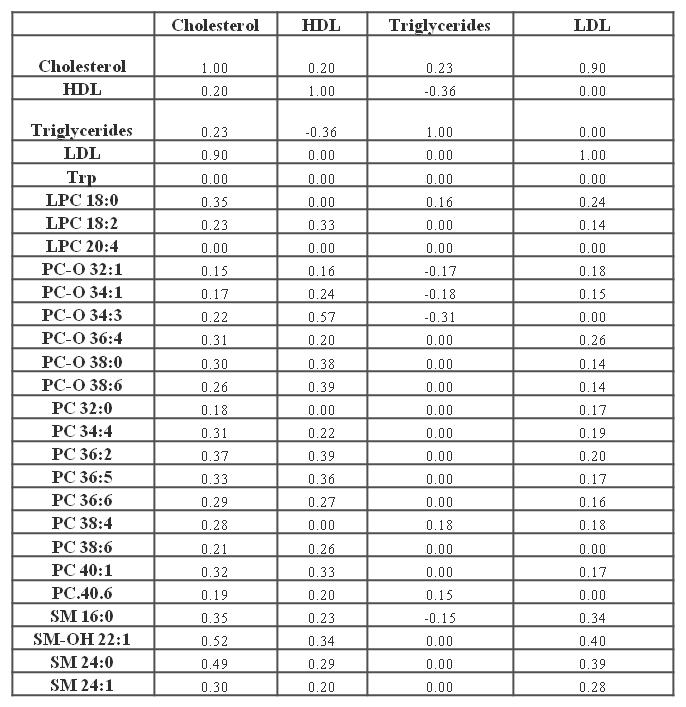 Cholesterol HDL Triglycerides LDL
Cholesterol 1.00 0.20 0.23 0.90
HDL 0.20 1.00 -0.36 0.00
Triglycerides 0.23 -0.36 1.00 0.00
LDL 0.90 0.00 0.00 1.00
Trp 0.00 0.00 0.00 0.00
LPC 18:0 0.35 0.00 0.16 0.24
LPC 18:2 0.23 0.33 0.00 0.14
LPC 20:4 0.00 0.00 0.00 0.00
PC-O 32:1 0.15 0.16 -0.17 0.18
PC-O 34:1 0.17 0.24 -0.18 0.15
PC-O 34:3 0.22 0.57 -0.31 0.00
PC-O 36:4 0.31 0.20 0.00 0.26
PC-O 38:0 0.30 0.38 0.00 0.14
PC-O 38:6 0.26 0.39 0.00 0.14
PC 32:0 0.18 0.00 0.00 0.17
PC 34:4 0.31 0.22 0.00 0.19
PC 36:2 0.37 0.39 0.00 0.20
PC 36:5 0.33 0.36 0.00 0.17
PC 36:6 0.29 0.27 0.00 0.16
PC 38:4 0.28 0.00 0.18 0.18
PC 38:6 0.21 0.26 0.00 0.00
PC 40:1 0.32 0.33 0.00 0.17
PC.40.6 0.19 0.20 0.15 0.00
SM 16:0 0.35 0.23 -0.15 0.34
SM-OH 22:1 0.52 0.34 0.00 0.40
SM 24:0 0.49 0.29 0.00 0.39
SM 24:1 0.30 0.20 0.00 0.28